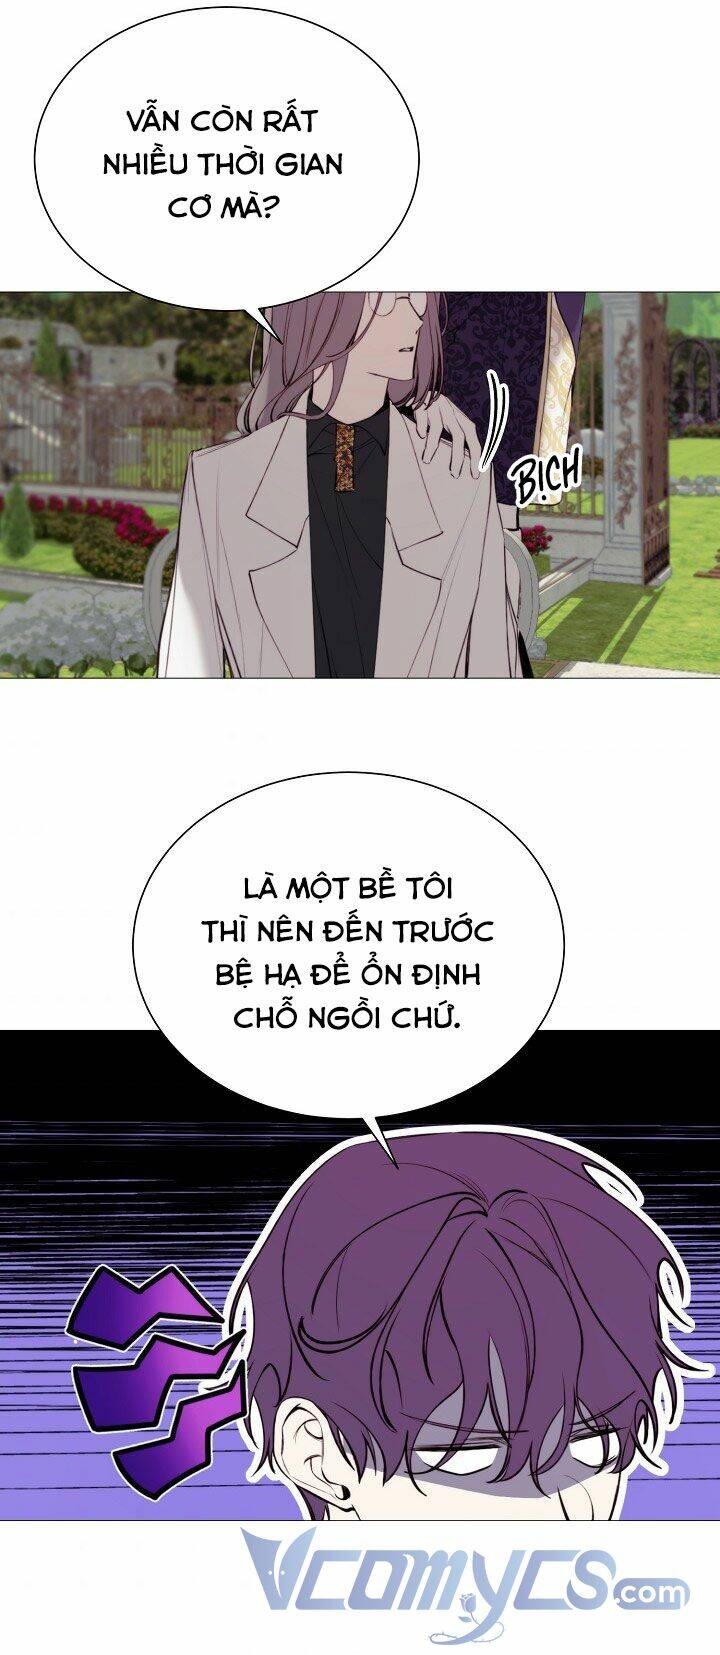 VẪN CÒN RẤT
NHIỀU THỜI GIAN
CƠ MÀ?
BỊCH
LÀ MỘT BỀ TÔI
THÌ NÊN ĐẾN TRƯỚC
BỆ HẠ ĐỂ ỔN ĐỊNH
CHỖ NGỒI CHỨ.
VCOMYCS.com